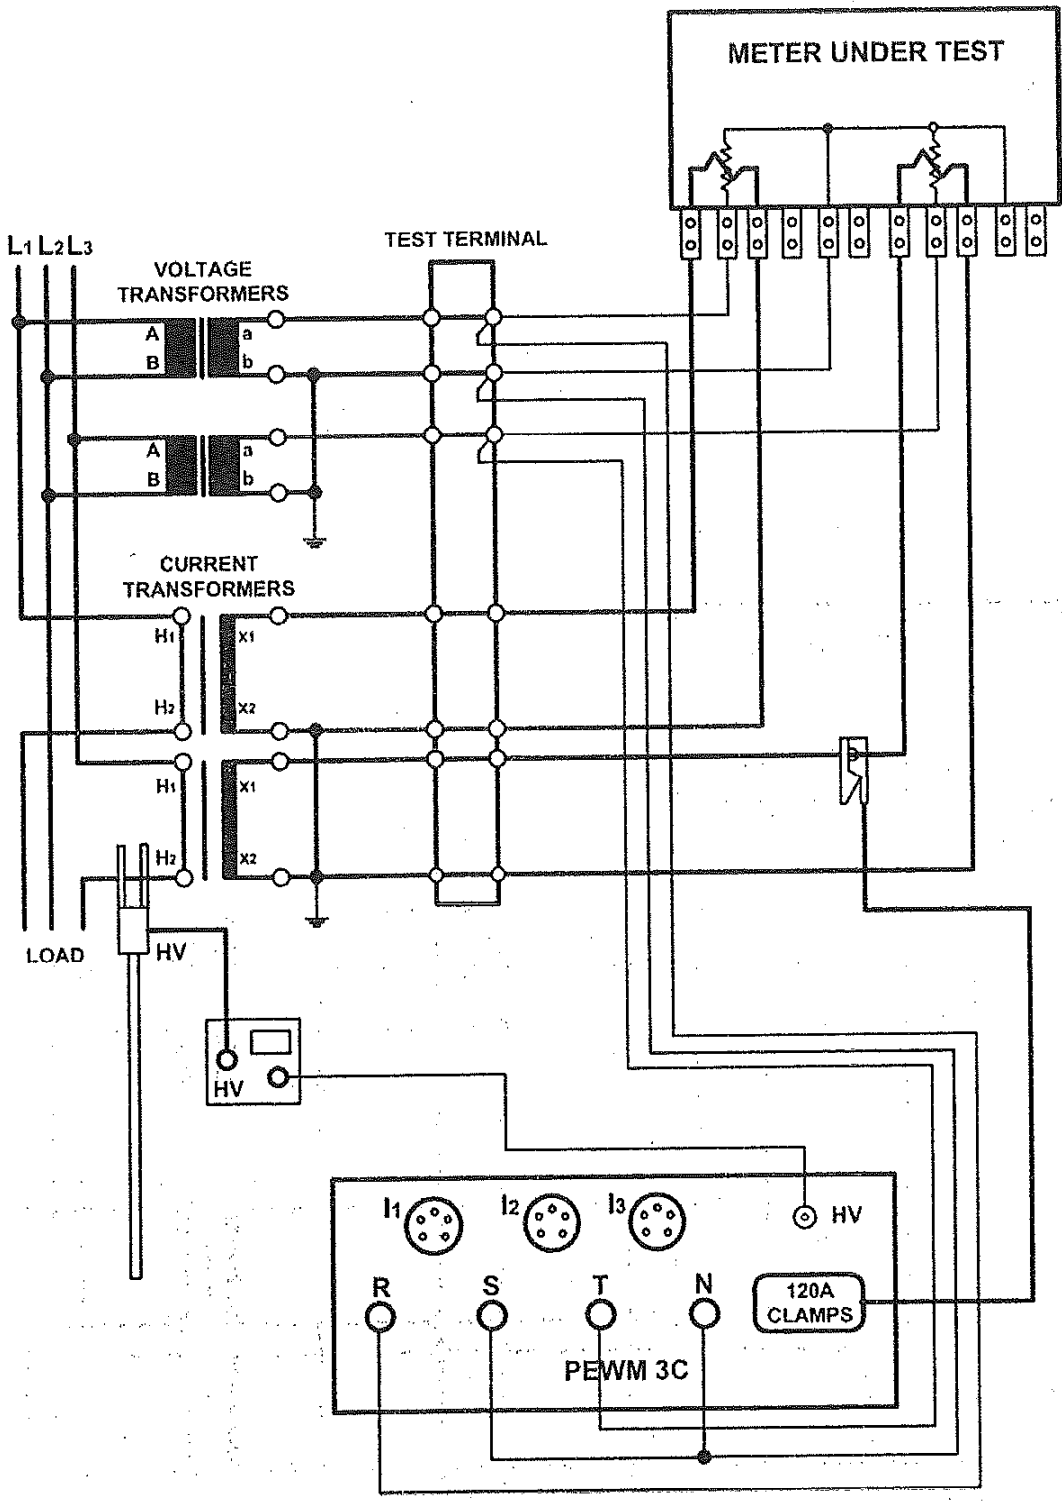 METER UNDER TEST
L1 L2 L3
TEST TERMINAL
VOLTAGE
TRANSFORMERS
A
a
B
b
A
a
B
b
CURRENT
TRANSFORMERS
H1
X1
H2
X2
H1
X1
H2
X2
LOAD
HV
HV
I1
I2
I3
HV
R
S
T
N
120A
CLAMPS
PEWM 3C